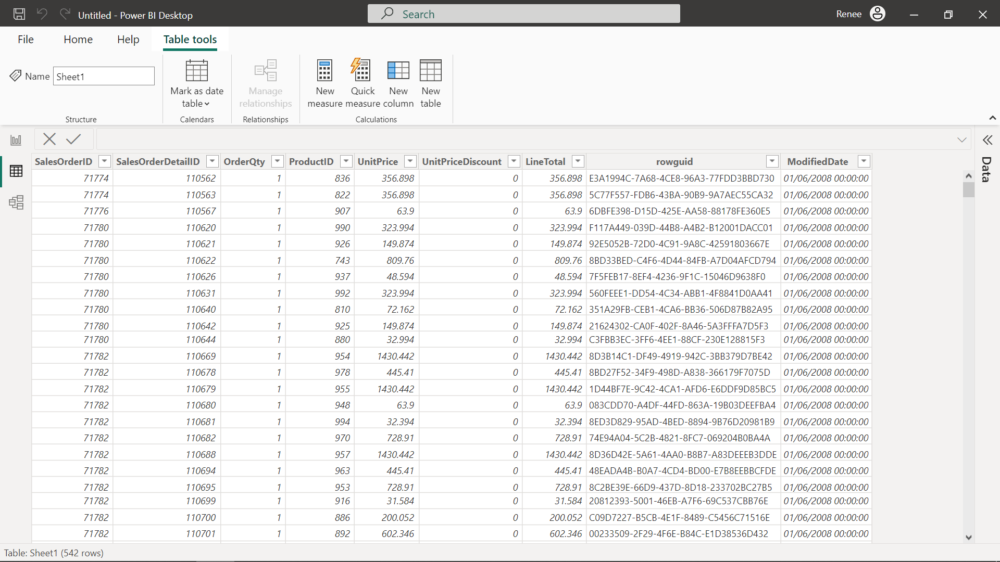 Untitled - Power BI Desktop
Search
Renee
File Home Help Table tools
Name Sheet1
Mark as date table
Manage relationships
New measure
Quick measure
New column
New table
Structure Calendars Relationships Calculations
SalesOrderID SalesOrderDetailID OrderQty ProductID UnitPrice UnitPriceDiscount LineTotal rowguid ModifiedDate
71774 110562 1 836 356.898 0 356.898 E3A1994C-7A68-4CE8-96A3-77FDD3BBD730 01/06/2008 00:00:00
71774 110563 1 822 356.898 0 356.898 5C77F557-FDB6-43BA-90B9-9A7AEC55CA32 01/06/2008 00:00:00
71776 110567 1 907 63.9 0 63.9 6DBFE398-D15D-425E-AA58-88178FE360E5 01/06/2008 00:00:00
71780 110620 1 990 323.994 0 323.994 F117A449-039D-44B8-A4B2-B12001DACC01 01/06/2008 00:00:00
71780 110621 1 926 149.874 0 149.874 92E5052B-72D0-4C91-9A8C-42591803667E 01/06/2008 00:00:00
71780 110622 1 743 809.76 0 809.76 8BD33BED-C4F6-4D44-84FB-A7D04AFCD794 01/06/2008 00:00:00
71780 110626 1 937 48.594 0 48.594 7F5FEB17-8EF4-4236-9F1C-15046D9638F0 01/06/2008 00:00:00
71780 110631 1 992 323.994 0 323.994 560FEEE1-DD54-4C34-ABB1-4F8841D0AA41 01/06/2008 00:00:00
71780 110640 1 810 72.162 0 72.162 351A29FB-CEB1-4CA6-BB36-506D87B82A95 01/06/2008 00:00:00
71780 110642 1 925 149.874 0 149.874 21624302-CA0F-402F-8A46-5A3FFFA7D5F3 01/06/2008 00:00:00
71780 110644 1 880 32.994 0 32.994 C3FBB3EC-3FF6-4EE1-88CF-230E128815F3 01/06/2008 00:00:00
71782 110669 1 954 1430.442 0 1430.442 8D3B14C1-DF49-4919-942C-3BB379D7BE42 01/06/2008 00:00:00
71782 110678 1 978 445.41 0 445.41 8BD27F52-34F9-498D-A838-366179F7075D 01/06/2008 00:00:00
71782 110679 1 955 1430.442 0 1430.442 1D44BF7E-9C42-4CA1-AFD6-E6DDF9D85BC5 01/06/2008 00:00:00
71782 110680 1 948 63.9 0 63.9 083CDD70-A4DF-44FD-863A-19B03DEEFBA4 01/06/2008 00:00:00
71782 110681 1 994 32.394 0 32.394 8ED3D829-95AD-4BED-8894-9B76D20981B9 01/06/2008 00:00:00
71782 110682 1 970 728.91 0 728.91 74E94A04-5C2B-4821-8FC7-069204B0BA4A 01/06/2008 00:00:00
71782 110688 1 957 1430.442 0 1430.442 8D36D42E-5A61-4AA0-B8B7-A83DEEEB3DDE 01/06/2008 00:00:00
71782 110694 1 963 445.41 0 445.41 48EADA4B-B0A7-4CD4-BD00-E7B8EEBBCFDE 01/06/2008 00:00:00
71782 110695 1 953 728.91 0 728.91 8C2BE39E-66D9-437D-8D18-233702BC27B5 01/06/2008 00:00:00
71782 110699 1 916 31.584 0 31.584 20812393-5001-46EB-A7F6-69C537CBB76E 01/06/2008 00:00:00
71782 110700 1 886 200.052 0 200.052 C09D7227-B5CB-4E1F-8489-C5456C71516E 01/06/2008 00:00:00
71782 110701 1 892 602.346 0 602.346 00233509-2F29-4F6E-B84C-E1D38536D432 01/06/2008 00:00:00
Data
Table: Sheet1 (542 rows)